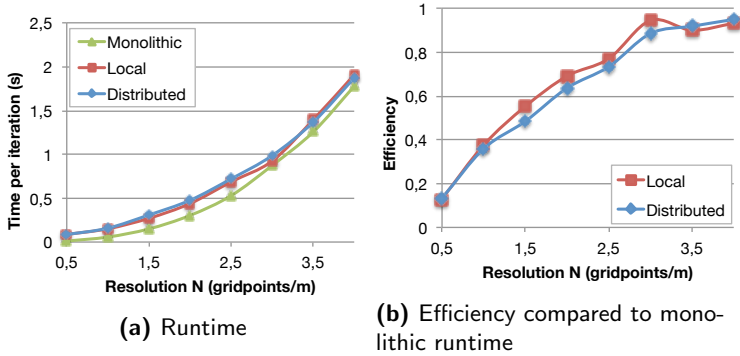 2,5
2
1,5
1
0,5
0
Time per iteration (s)
Monolithic
Local
Distributed
0,5
1,5
2,5
3,5
Resolution N (gridpoints/m)
(a) Runtime
1
0,8
0,6
0,4
0,2
0
Efficiency
Local
Distributed
0,5
1,5
2,5
3,5
Resolution N (gridpoints/m)
(b) Efficiency compared to mono-
lithic runtime